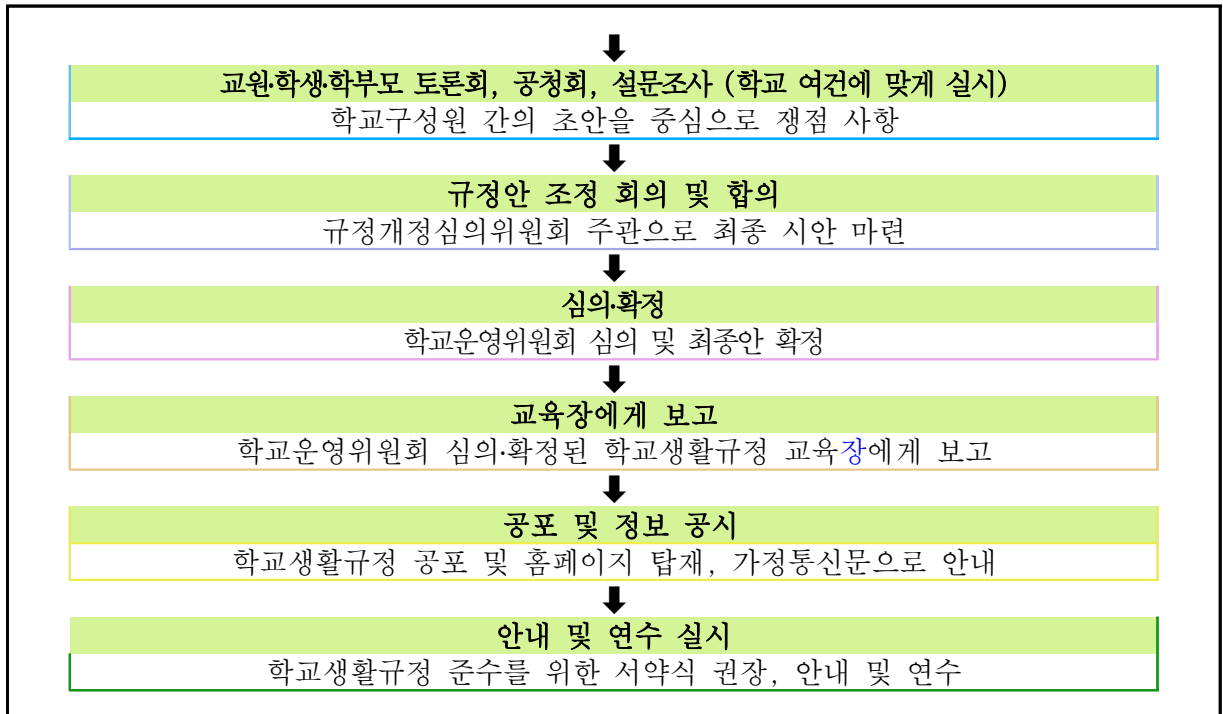 교원·학생·학부모 토론회, 공청회, 설문조사 (학교 여건에 맞게 실시)
학교구성원 간의 초안을 중심으로 쟁점 사항
규정안 조정 회의 및 합의
규정개정심의위원회 주관으로 최종 시안 마련
심의·확정
학교운영위원회 심의 및 최종안 확정
교육장에게 보고
학교운영위원회 심의·확정된 학교생활규정 교육장에게 보고
공포 및 정보 공시
학교생활규정 공포 및 홈페이지 탑재, 가정통신문으로 안내
안내 및 연수 실시
학교생활규정 준수를 위한 서약식 권장, 안내 및 연수